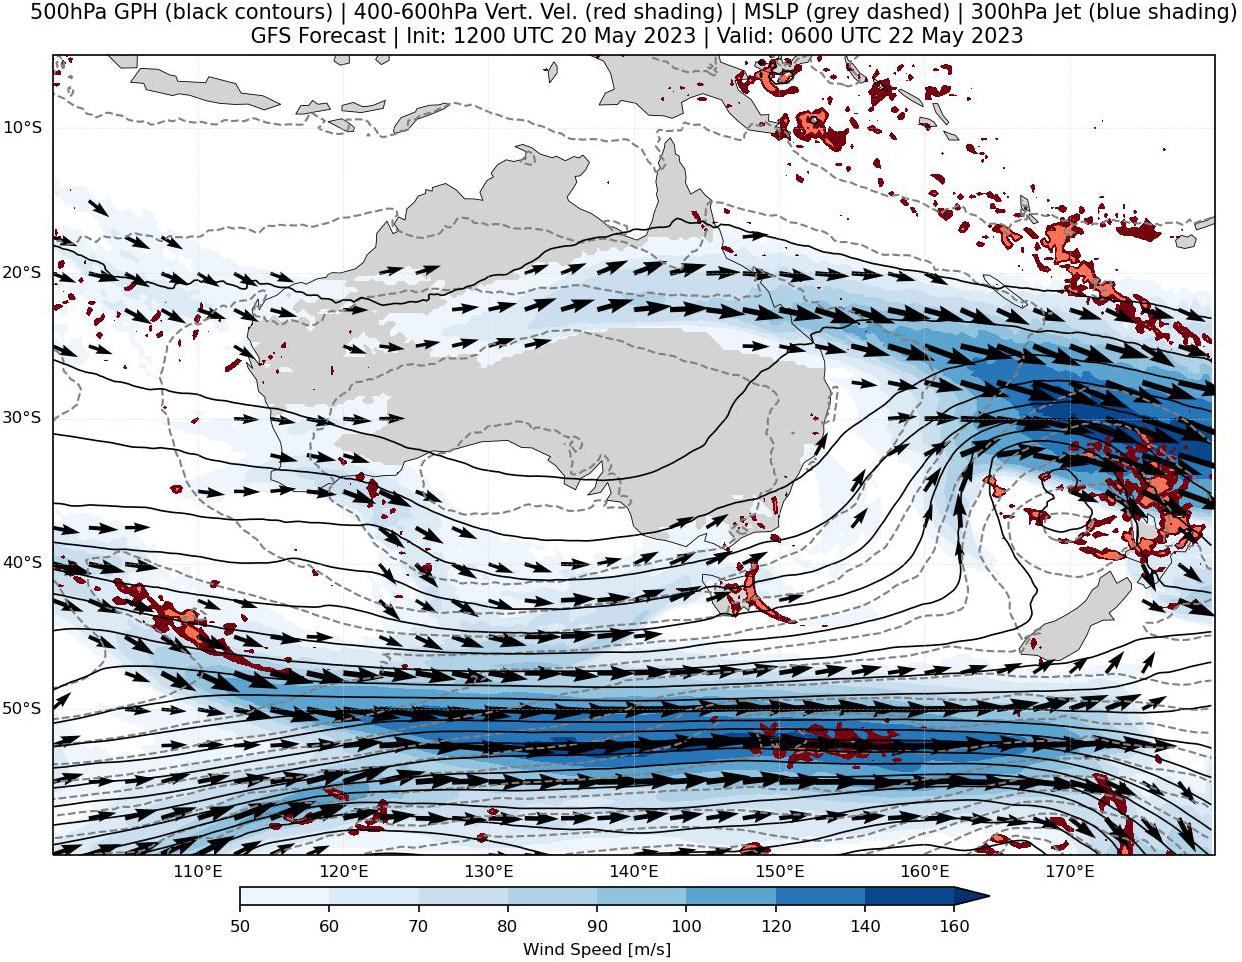 500hPa GPH (black contours) | 400-600hPa Vert. Vel. (red shading) | MSLP (grey dashed) | 300hPa Jet (blue shading)
GFS Forecast | Init: 1200 UTC 20 May 2023 | Valid: 0600 UTC 22 May 2023
10°S
20°S
30°S
40°S
50°S
110°E 120°E 130°E 140°E 150°E 160°E 170°E
50 60 70 80 90 100 120 140 160
Wind Speed [m/s]